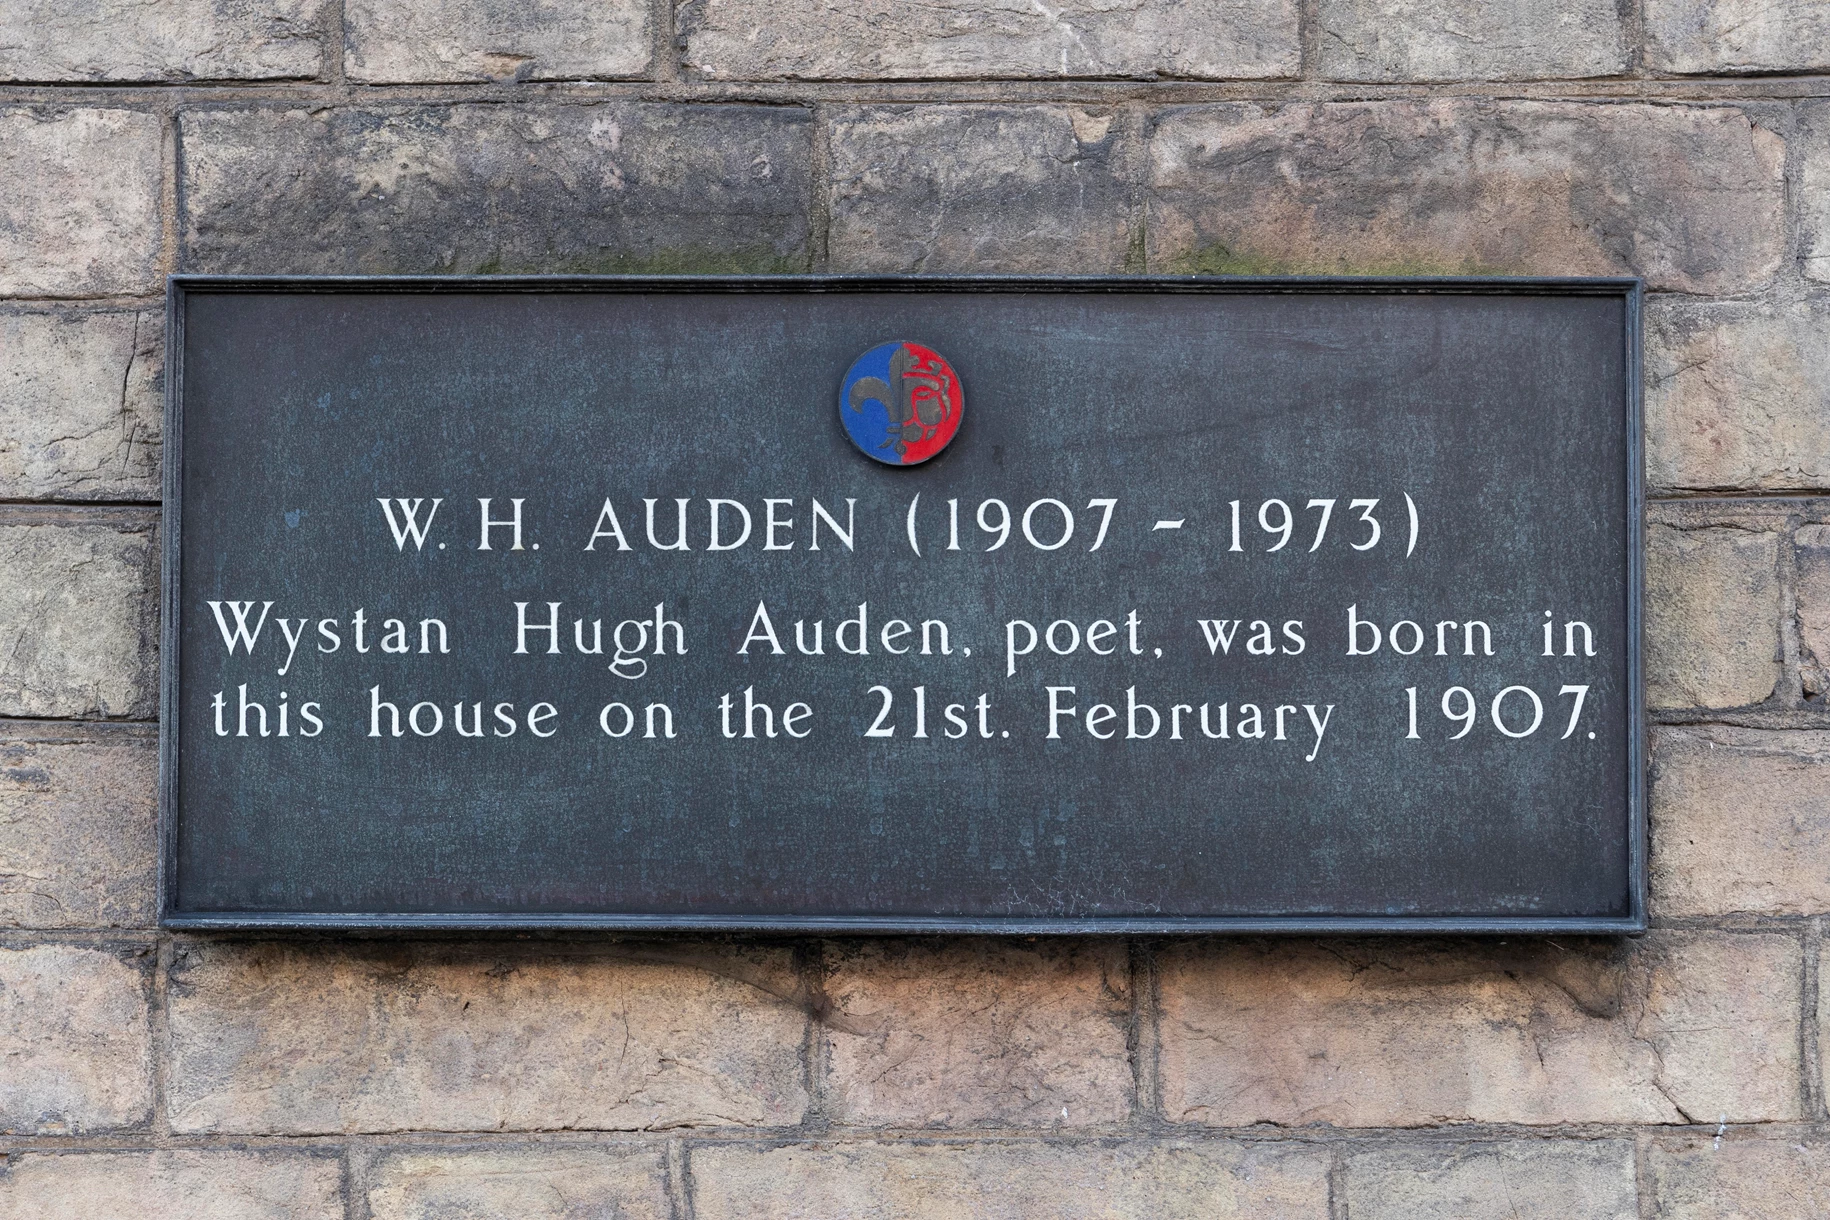 W. H. AUDEN (1907 - 1973)
Wystan Hugh Auden, poet, was born in
this house on the 21st. February 1907.